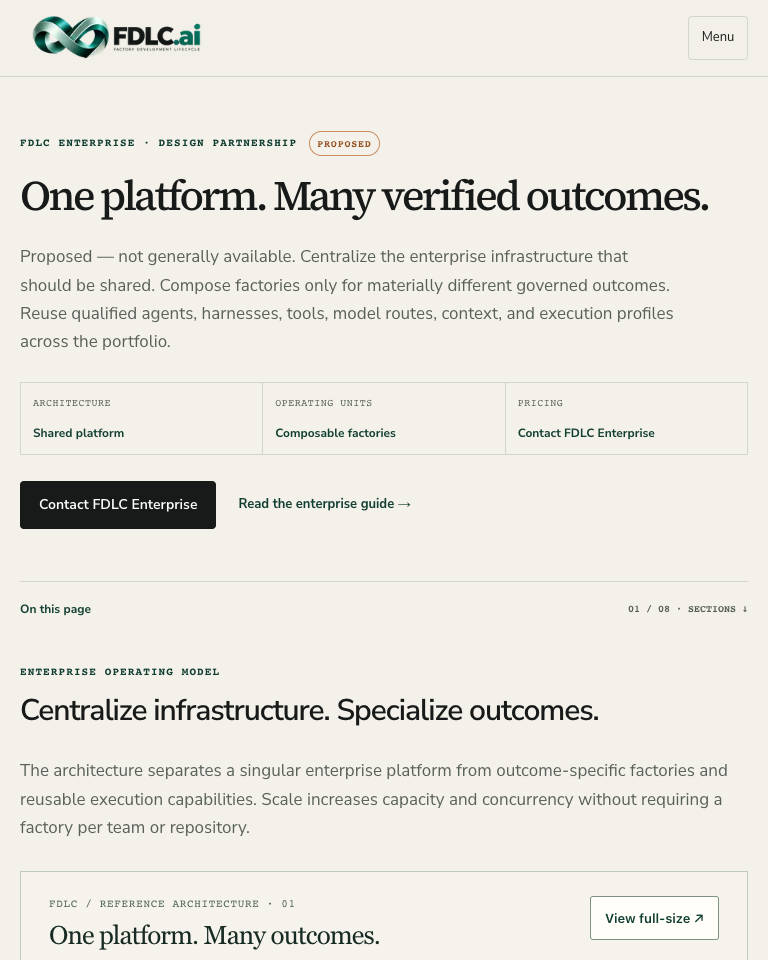 FDLC.ai
FACTORY DEVELOPMENT LIFECYCLE
Menu
FDLC ENTERPRISE · DESIGN PARTNERSHIP
PROPOSED
One platform. Many verified outcomes.
Proposed — not generally available. Centralize the enterprise infrastructure that
should be shared. Compose factories only for materially different governed outcomes.
Reuse qualified agents, harnesses, tools, model routes, context, and execution profiles
across the portfolio.
ARCHITECTURE
Shared platform
OPERATING UNITS
Composable factories
PRICING
Contact FDLC Enterprise
Contact FDLC Enterprise
Read the enterprise guide →
On this page
01 / 08 · SECTIONS ↓
ENTERPRISE OPERATING MODEL
Centralize infrastructure. Specialize outcomes.
The architecture separates a singular enterprise platform from outcome-specific factories and
reusable execution capabilities. Scale increases capacity and concurrency without requiring a
factory per team or repository.
FDLC / REFERENCE ARCHITECTURE · 01
One platform. Many outcomes.
View full-size ↗